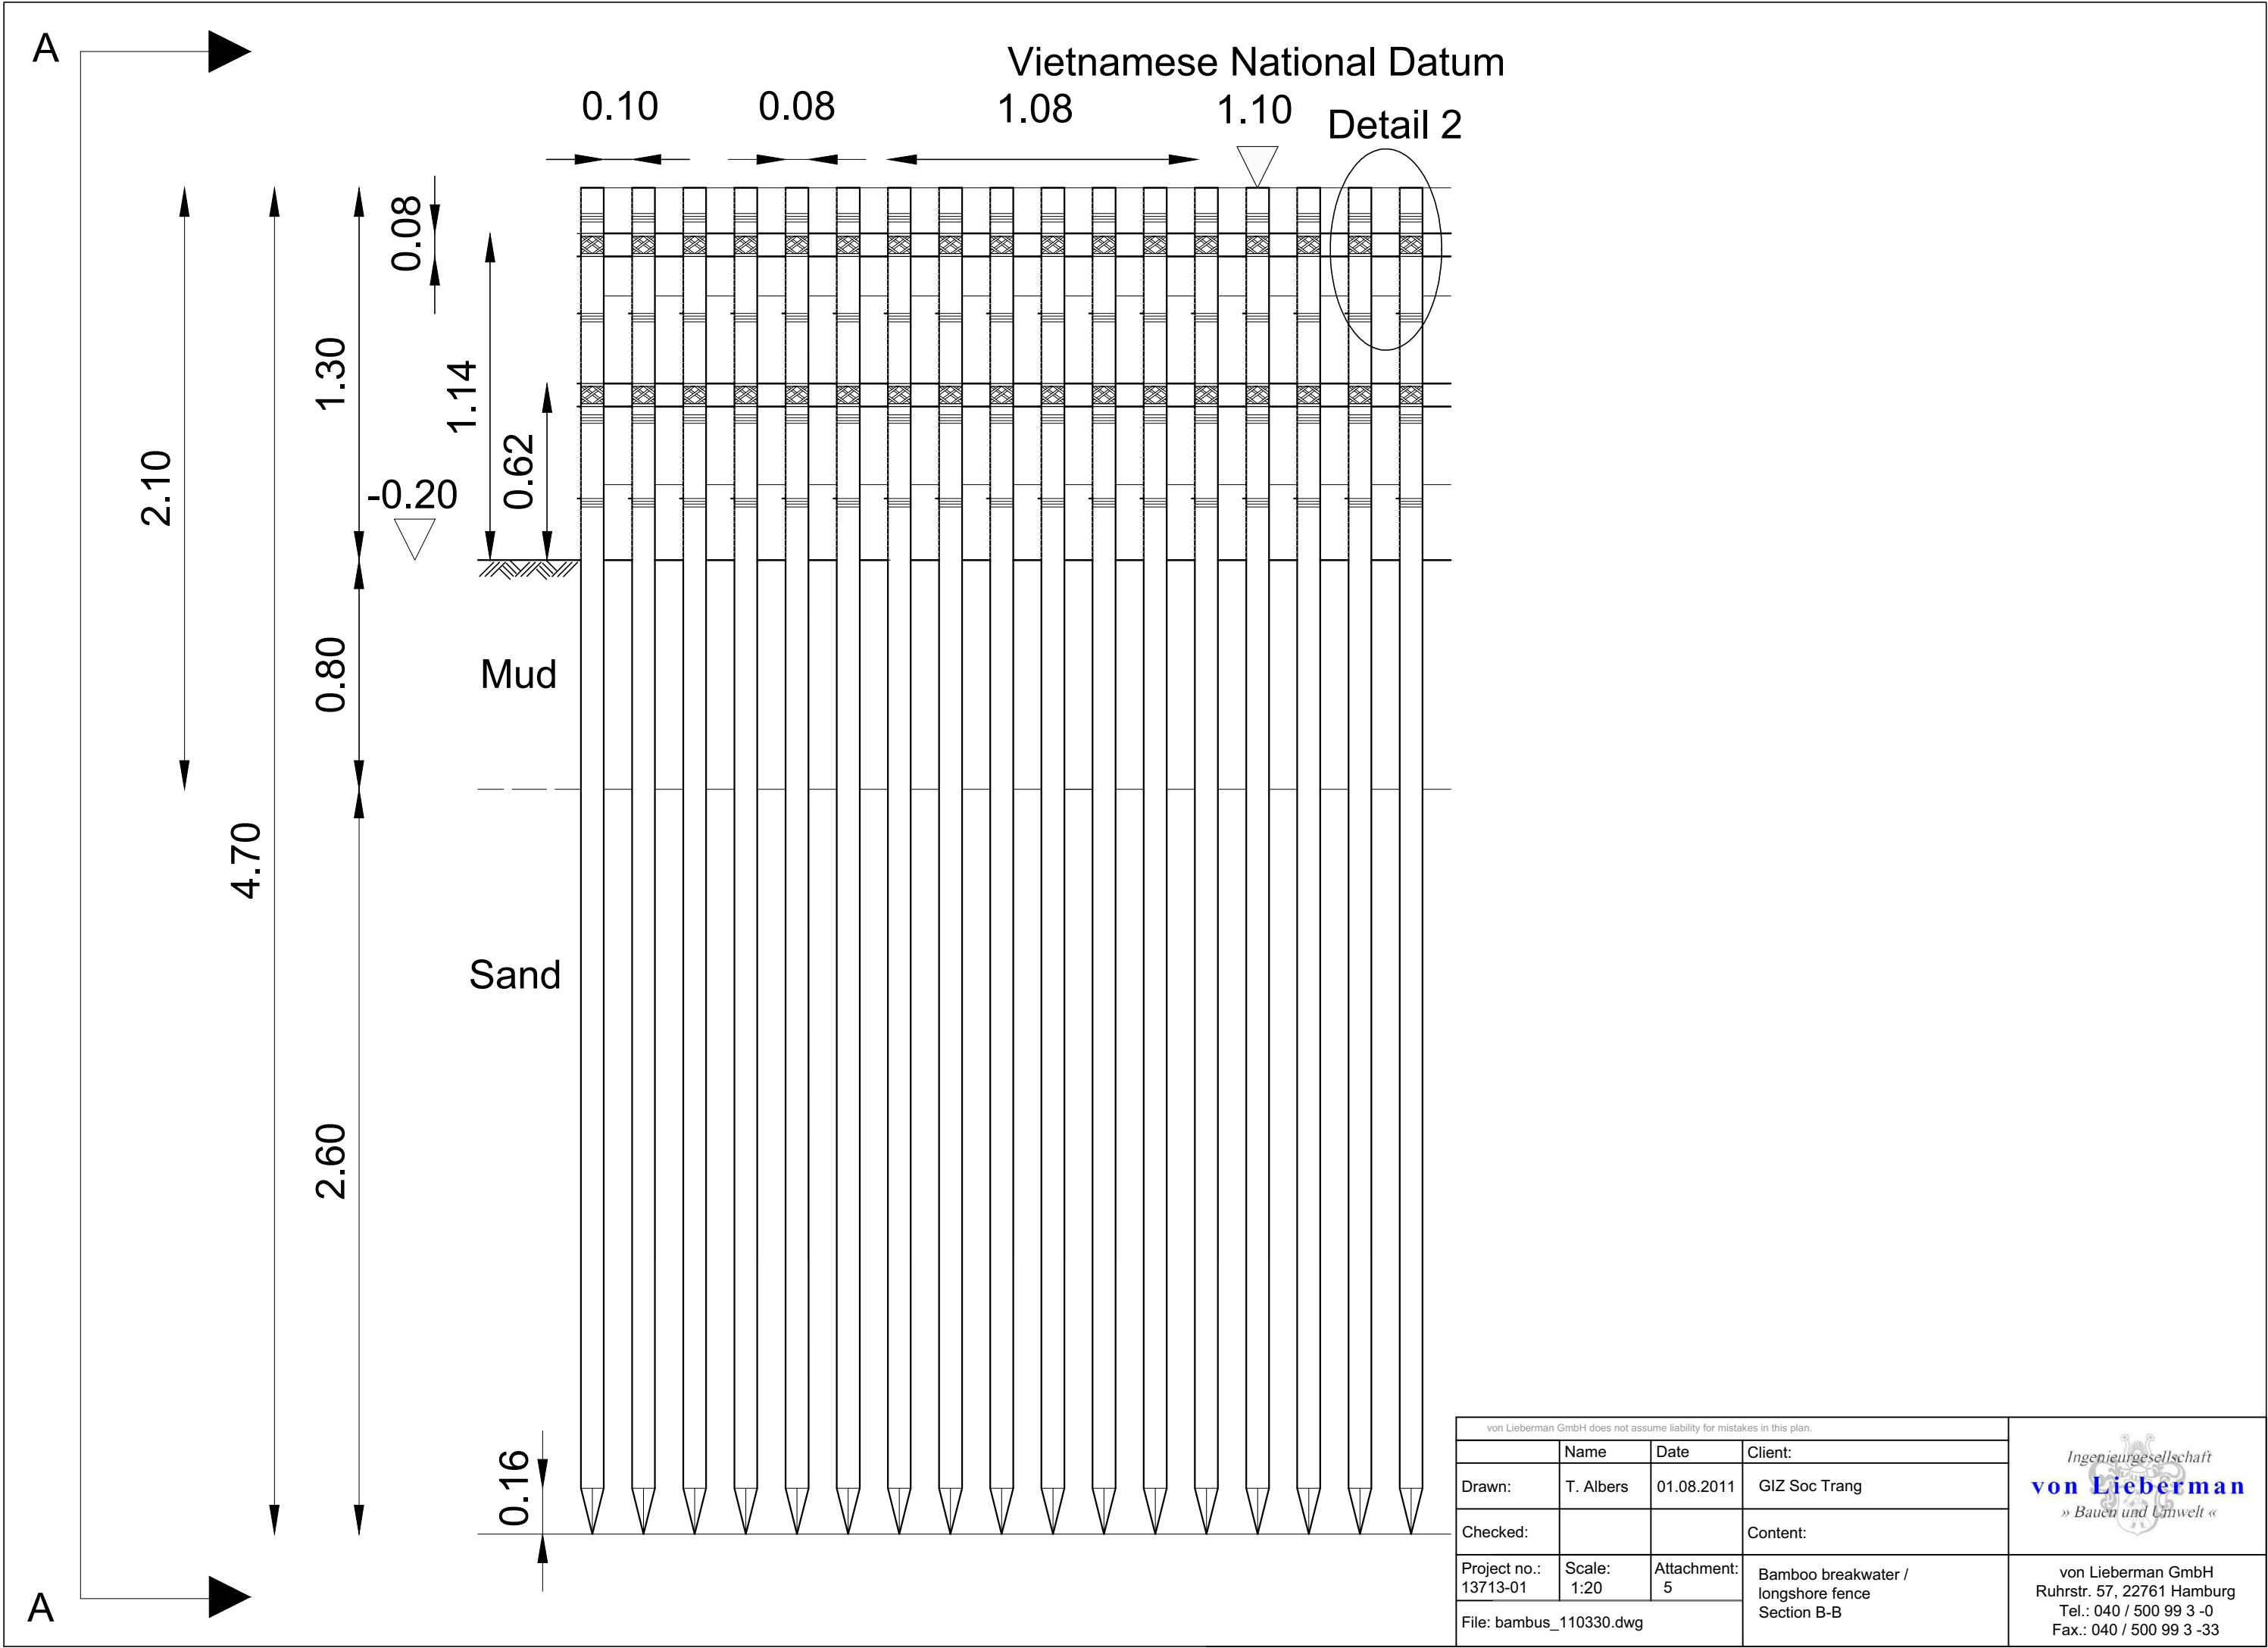 A
Vietnamese National Datum
0.10
0.08
1.08
1.10
Detail 2
0.08
1.30
1.14
0.62
2.10
-0.20
0.80
Mud
4.70
Sand
2.60
0.16
A
von Lieberman GmbH does not assume liability for mistakes in this plan.
Name Date Client:
Drawn: T. Albers 01.08.2011 GIZ Soc Trang
Checked: Content:
Project no.: Scale: Attachment:
13713-01 1:20 5
Bamboo breakwater /
longshore fence
Section B-B
File: bambus_110330.dwg
Ingenieurgesellschaft
von Lieberman
» Bauen und Umwelt «
von Lieberman GmbH
Ruhrstr. 57, 22761 Hamburg
Tel.: 040 / 500 99 3 -0
Fax.: 040 / 500 99 3 -33